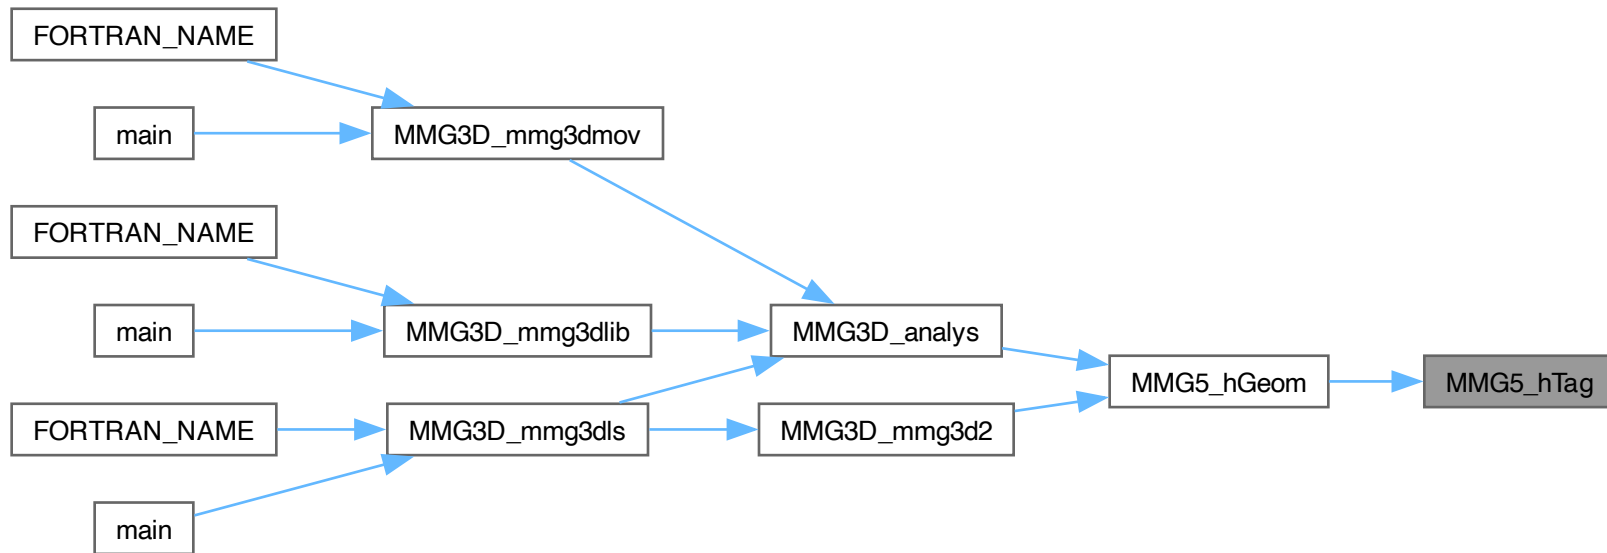 FORTRAN_NAME
main
MMG3D_mmg3dmov
FORTRAN_NAME
main
MMG3D_mmg3dlib
MMG3D_analys
MMG5_hGeom
MMG5_hTag
FORTRAN_NAME
MMG3D_mmg3dls
MMG3D_mmg3d2
main